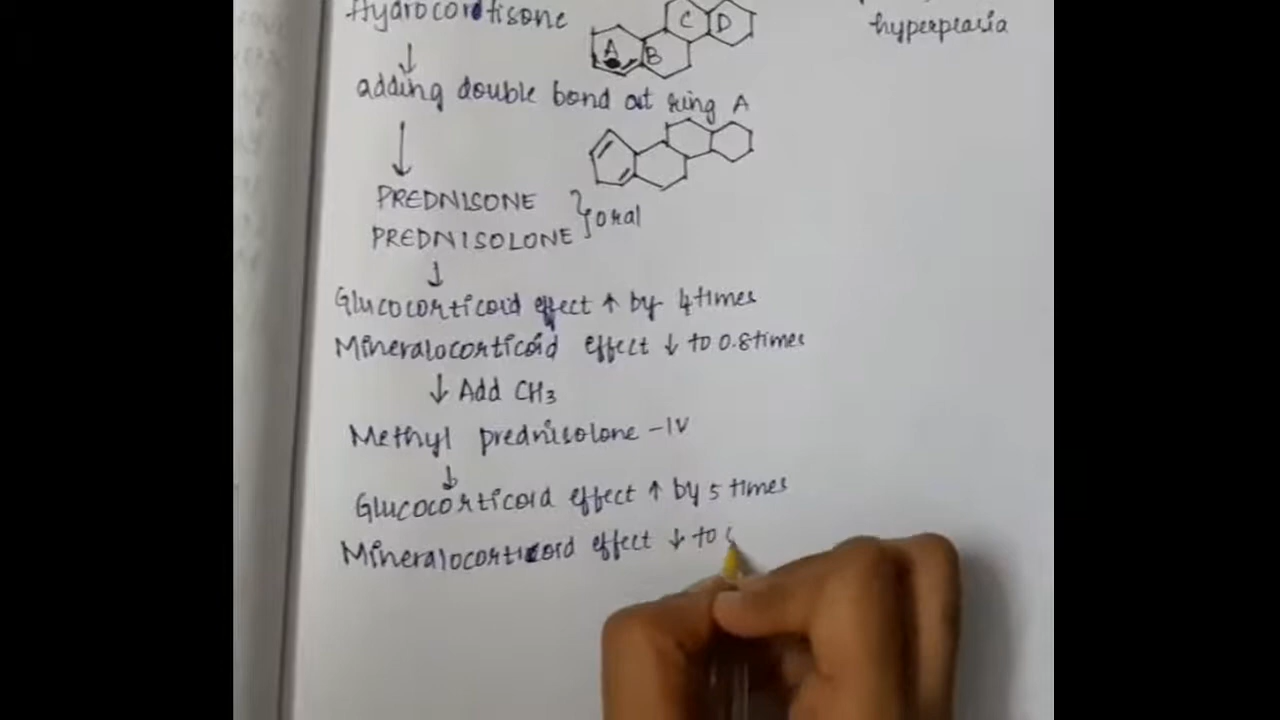 Hydrocortisone
hyperplasia
A
B
C
D
↓
adding double bond at ring A
↓
PREDNISONE
PREDNISOLONE } oral
↓
Glucocorticoid effect ↑ by 4 times
Mineralocorticoid effect ↓ to 0.8 times
↓ Add CH3
Methyl prednisolone - IV
↓
Glucocorticoid effect ↑ by 5 times
Mineralocorticoid effect ↓ to